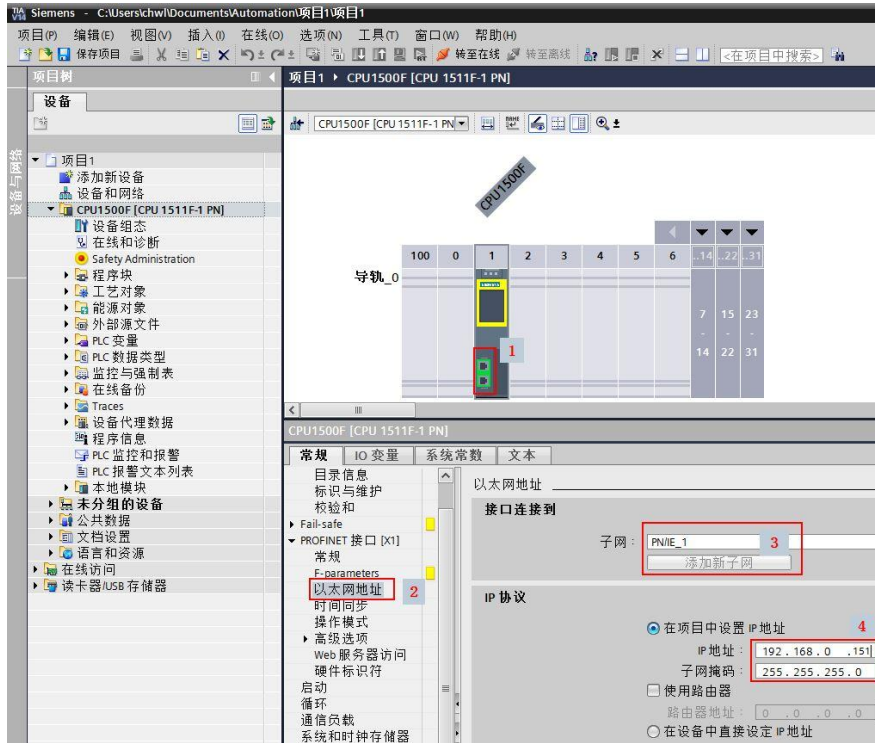 Siemens - C:\Users\chwl\Documents\Automation\项目1\项目1
项目(P) 编辑(E) 视图(V) 插入(I) 在线(O) 选项(N) 工具(T) 窗口(W) 帮助(H)
保存项目 转至在线 转至离线 <在项目中搜索>
项目树
设备
设备与网络
项目1
添加新设备
设备和网络
CPU1500F [CPU 1511F-1 PN]
设备组态
在线和诊断
Safety Administration
程序块
工艺对象
能源对象
外部源文件
PLC 变量
PLC 数据类型
监控与强制表
在线备份
Traces
设备代理数据
程序信息
PLC 监控和报警
PLC 报警文本列表
本地模块
未分组的设备
公共数据
文档设置
语言和资源
在线访问
读卡器/USB 存储器
项目1 ▸ CPU1500F [CPU 1511F-1 PN]
CPU1500F [CPU 1511F-1 PN]
CPU1500F
100 0 1 2 3 4 5 6 ..14 ..22 ..31
导轨_0
7 15 23
- - -
14 22 31
1
CPU1500F [CPU 1511F-1 PN]
常规 IO 变量 系统常数 文本
目录信息
标识与维护
校验和
Fail-safe
PROFINET 接口 [X1]
常规
F-parameters
以太网地址 2
时间同步
操作模式
高级选项
Web 服务器访问
硬件标识符
启动
循环
通信负载
系统和时钟存储器
以太网地址
接口连接到
子网: PN/IE_1 3
添加新子网
IP 协议
在项目中设置 IP 地址 4
IP 地址: 192 . 168 . 0 . 151
子网掩码: 255 . 255 . 255 . 0
使用路由器
路由器地址: 0 . 0 . 0 . 0
在设备中直接设定 IP 地址